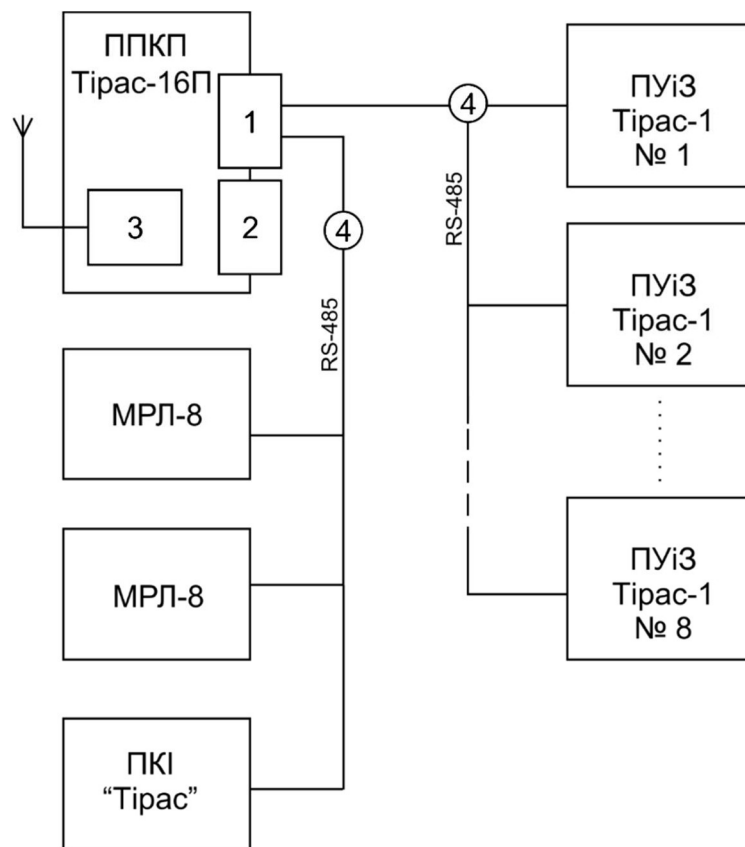 ППКП
Тірас-16П
1
2
3
4
RS-485
4
RS-485
МРЛ-8
МРЛ-8
ПКІ
“Тірас”
ПУіЗ
Тірас-1
№ 1
ПУіЗ
Тірас-1
№ 2
ПУіЗ
Тірас-1
№ 8